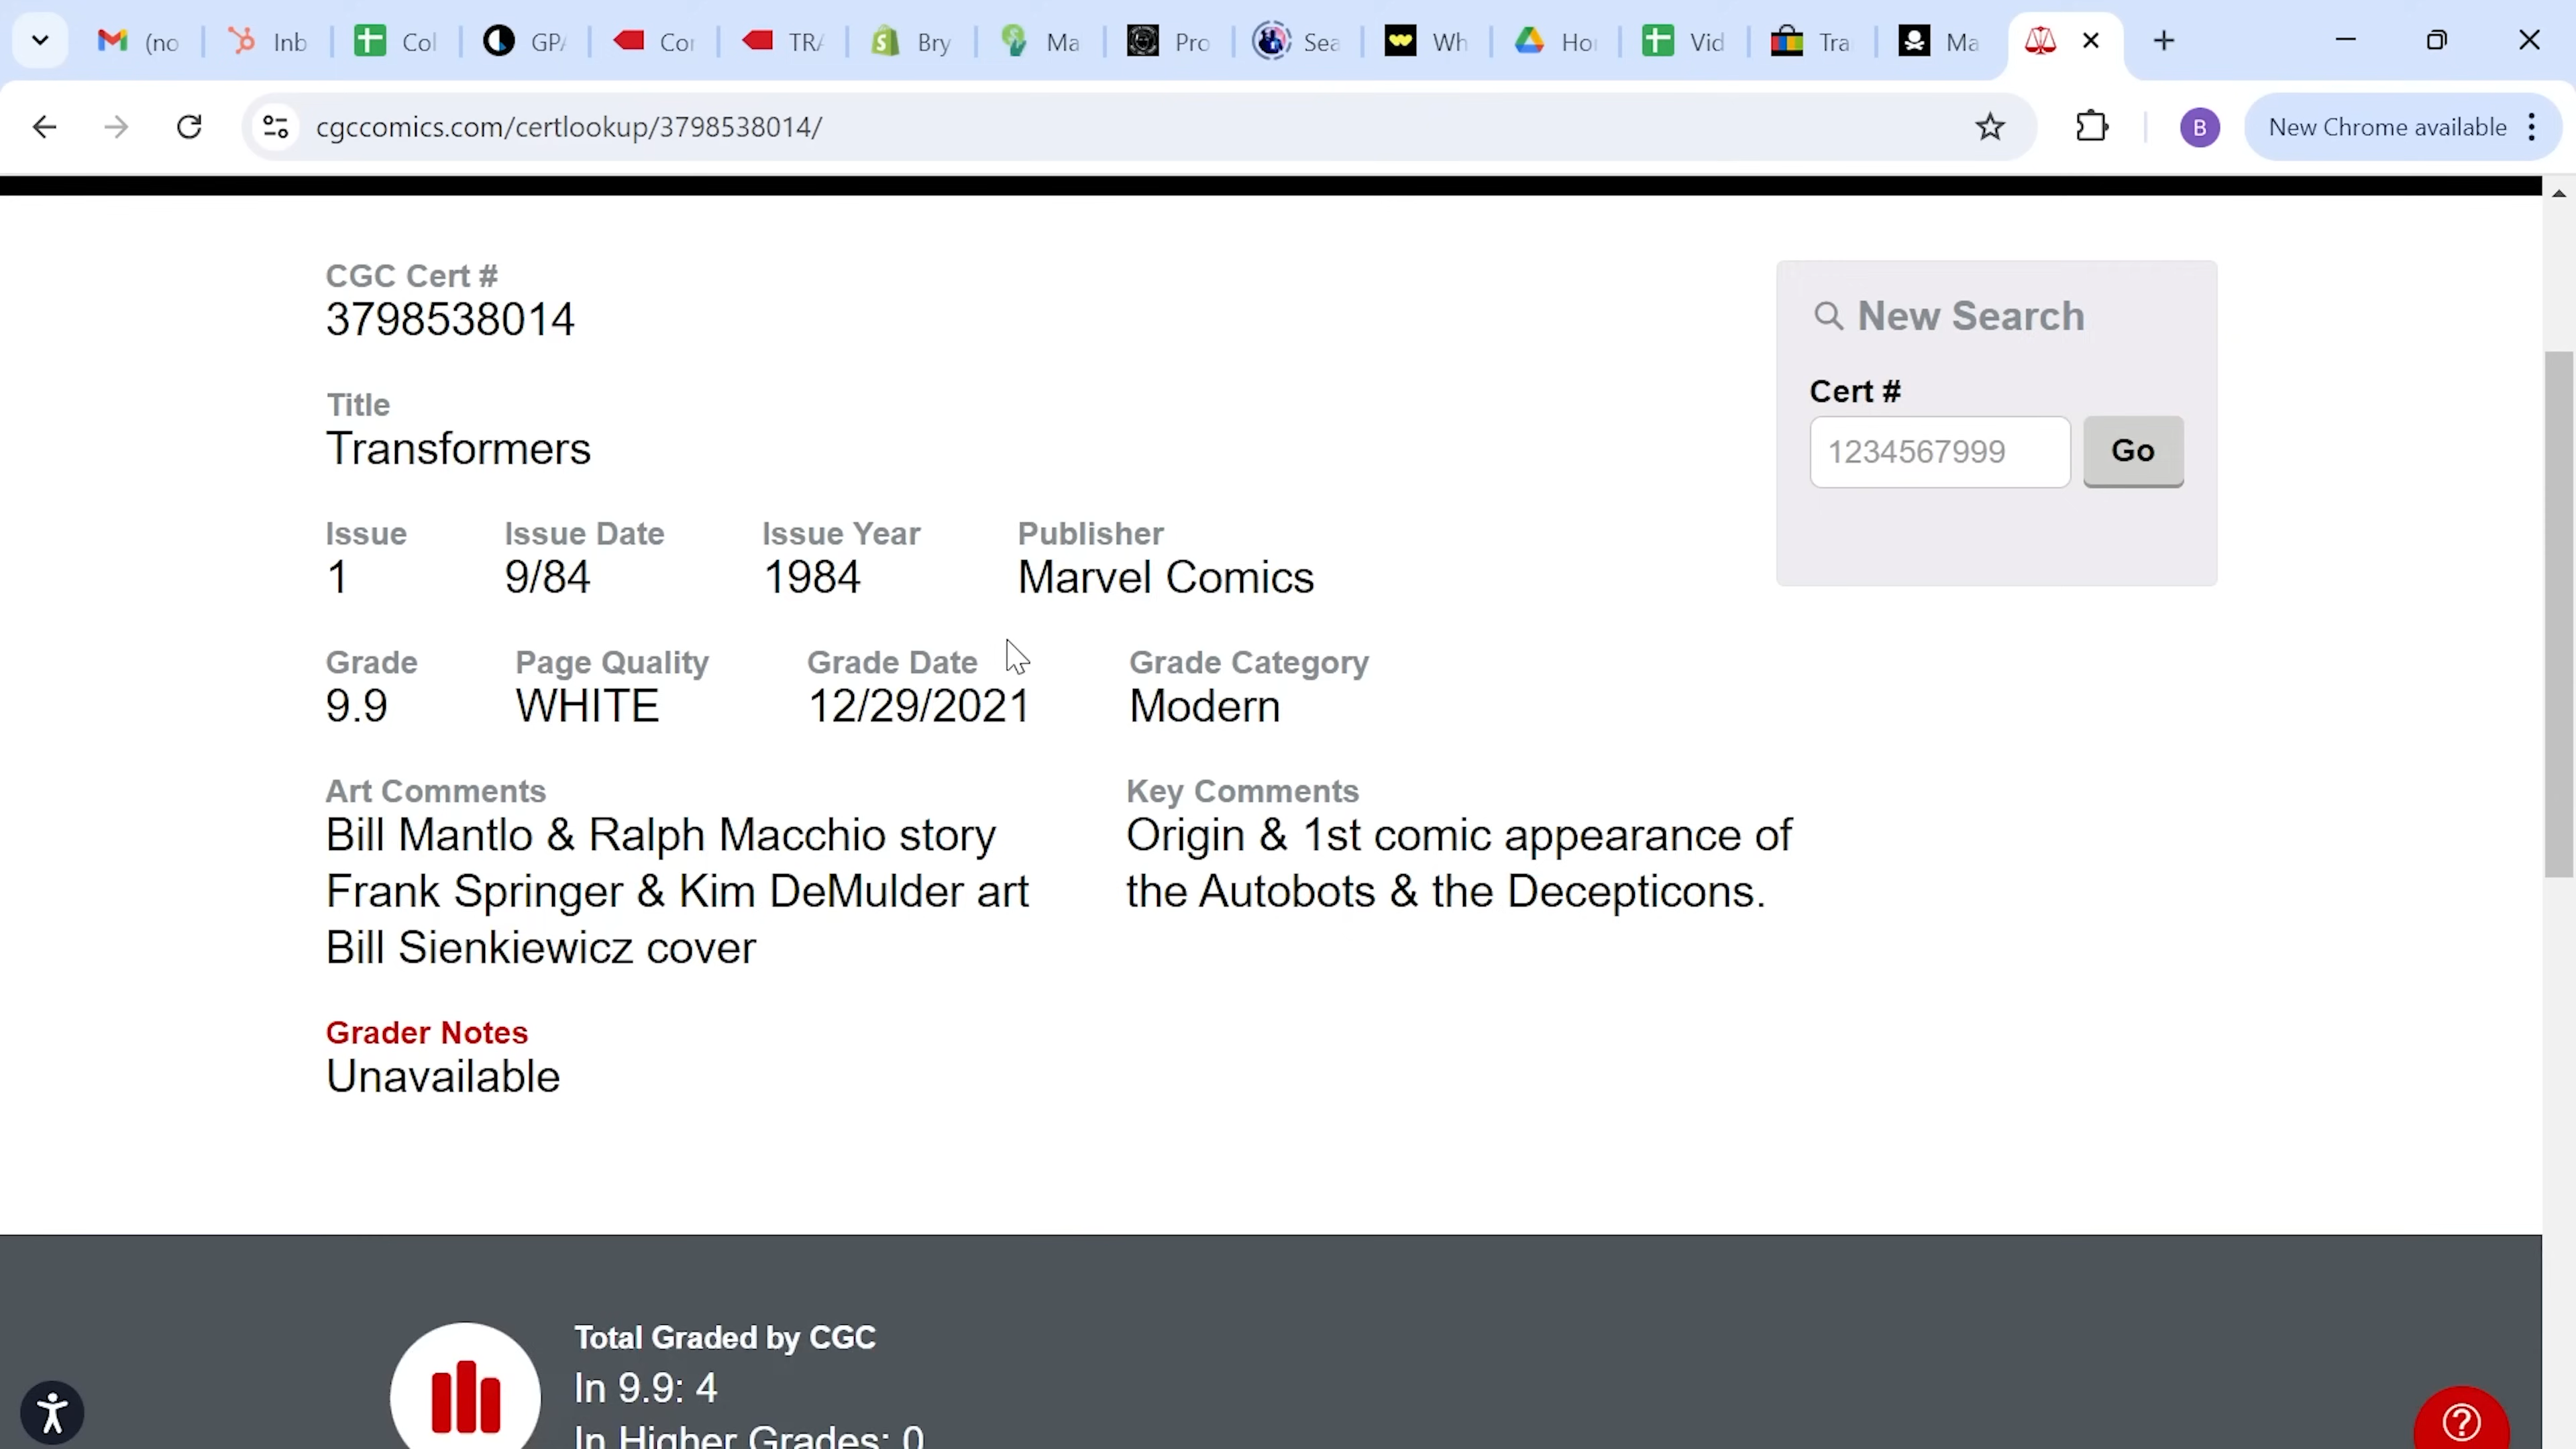 (no
Inb
Col
GPA
Cor
TRA
Bry
Ma
Pro
Sea
Wh
Hor
Vid
Tra
Ma
cgccomics.com/certlookup/3798538014/
B
New Chrome available
CGC Cert #
3798538014
New Search
Cert #
1234567999
Go
Title
Transformers
Issue Issue Date Issue Year Publisher
1 9/84 1984 Marvel Comics
Grade Page Quality Grade Date Grade Category
9.9 WHITE 12/29/2021 Modern
Art Comments
Bill Mantlo & Ralph Macchio story
Frank Springer & Kim DeMulder art
Bill Sienkiewicz cover
Key Comments
Origin & 1st comic appearance of
the Autobots & the Decepticons.
Grader Notes
Unavailable
Total Graded by CGC
In 9.9: 4
In Higher Grades: 0